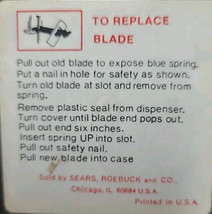 TO REPLACE
BLADE
Pull out old blade to expose blue spring.
Put a nail in hole for safety as shown.
Turn old blade at slot and remove from
spring.
Remove plastic seal from dispenser.
Turn cover until blade end pops out.
Pull out end six inches.
Insert spring UP into slot.
Pull out safety nail.
Pull new blade into case
Sold by SEARS, ROEBUCK and CO.,
Chicago, IL 60684 U.S.A.
Printed in U.S.A.